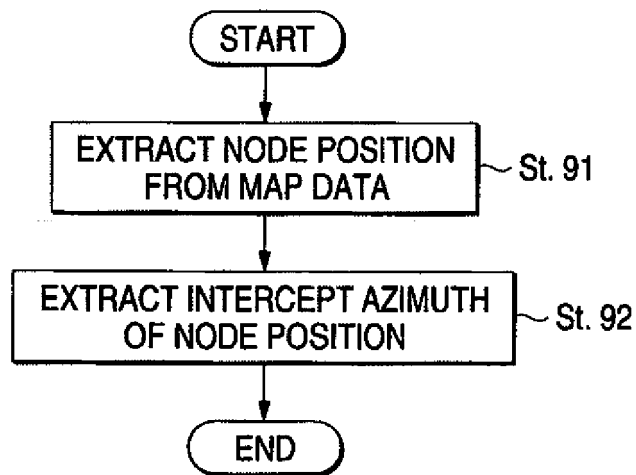 START
EXTRACT NODE POSITION
FROM MAP DATA
St. 91
EXTRACT INTERCEPT AZIMUTH
OF NODE POSITION
St. 92
END